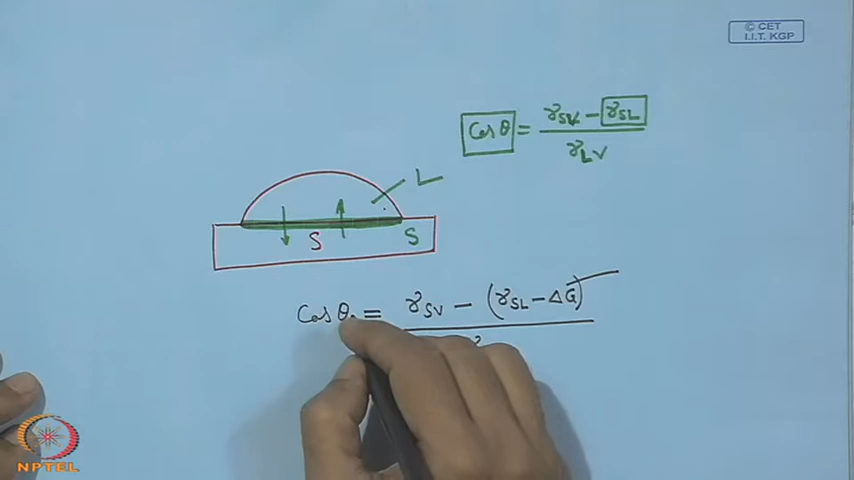 © CET
I.I.T. KGP
Cos θ = γSV − γSL
γLV
L
S
S
Cos θ = γSV − (γSL − ΔG)
NPTEL